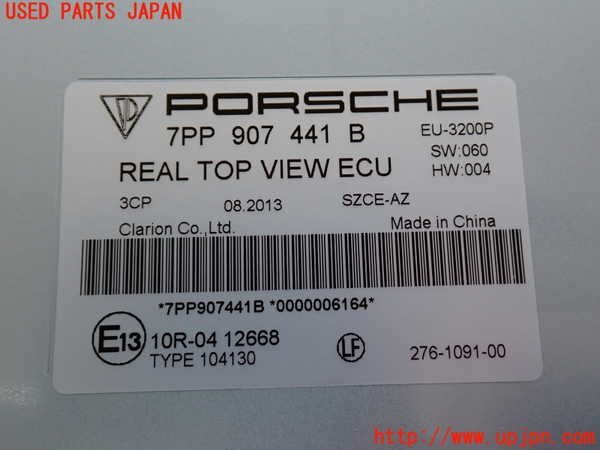 USED PARTS JAPAN
PORSCHE
7PP 907 441 B
EU-3200P
REAL TOP VIEW ECU
SW:060
HW:004
3CP 08.2013 SZCE-AZ
Clarion Co.,Ltd. Made in China
*7PP907441B *0000006164*
E13 10R-04 12668
TYPE 104130
LF
276-1091-00
http://www.upjpn.com/